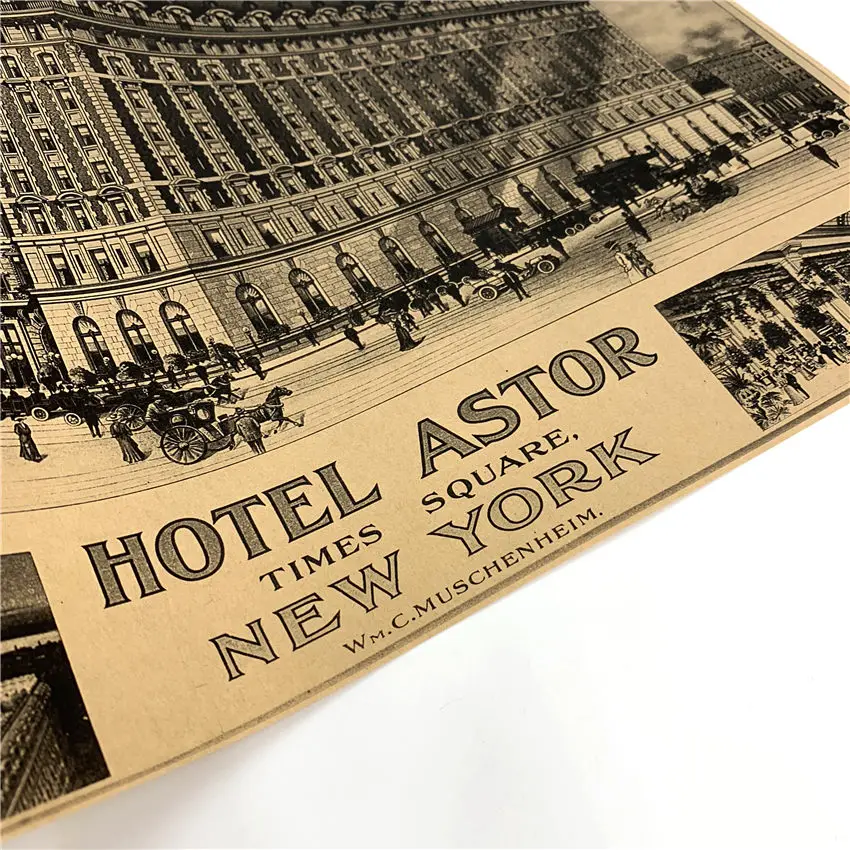 HOTEL ASTOR
TIMES SQUARE,
NEW YORK
WM. C. MUSCHENHEIM.